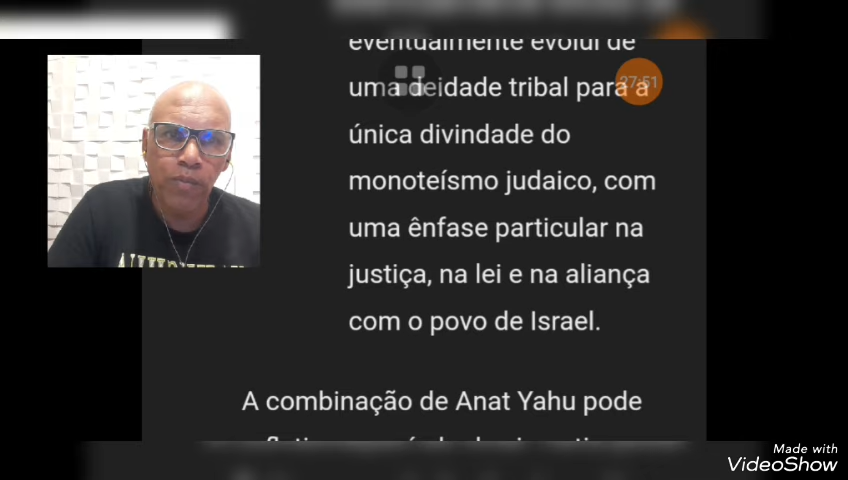 eventualmente evolui de
uma deidade tribal para a
27:51
única divindade do
monoteísmo judaico, com
uma ênfase particular na
justiça, na lei e na aliança
com o povo de Israel.
A combinação de Anat Yahu pode
Made with
VideoShow